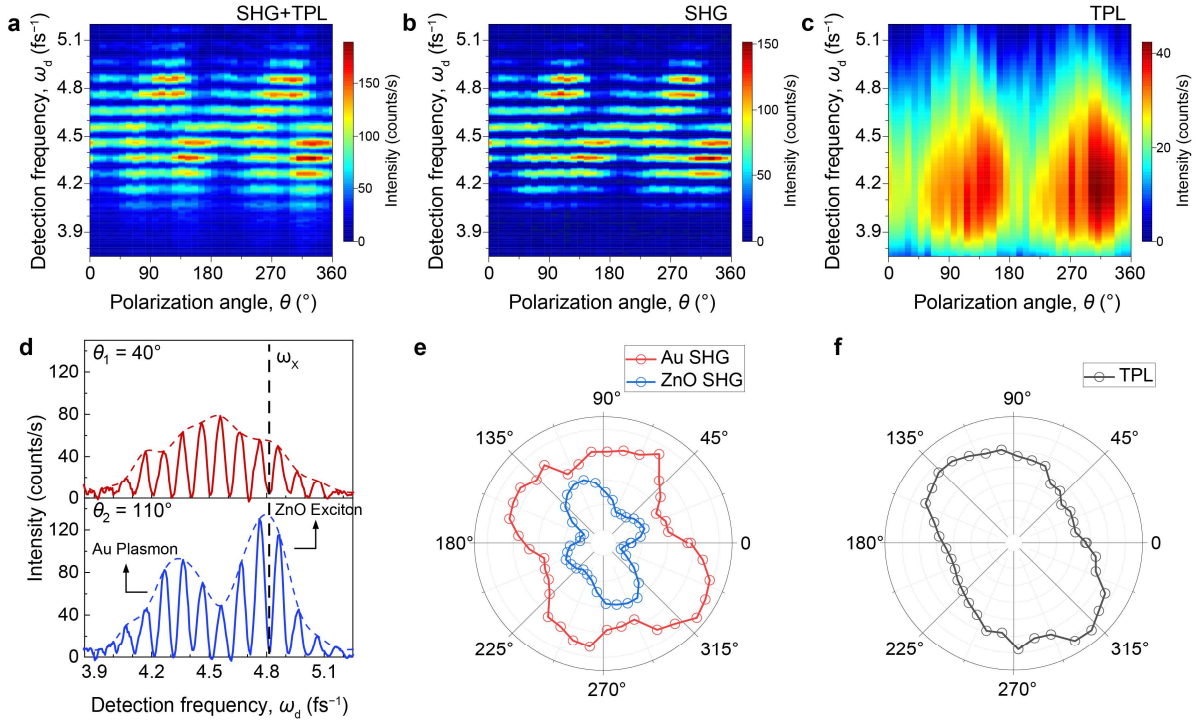 a
SHG+TPL
Detection frequency, ωd (fs⁻¹)
5.1
4.8
4.5
4.2
3.9
0 90 180 270 360
Polarization angle, θ (°)
150
100
50
0
Intensity (counts/s)
b
SHG
Detection frequency, ωd (fs⁻¹)
5.1
4.8
4.5
4.2
3.9
0 90 180 270 360
Polarization angle, θ (°)
150
100
50
0
Intensity (counts/s)
c
TPL
Detection frequency, ωd (fs⁻¹)
5.1
4.8
4.5
4.2
3.9
0 90 180 270 360
Polarization angle, θ (°)
40
20
0
Intensity (counts/s)
d
θ1 = 40°
ωX
120
80
40
0
θ2 = 110°
ZnO Exciton
Au Plasmon
120
80
40
0
Intensity (counts/s)
3.9 4.2 4.5 4.8 5.1
Detection frequency, ωd (fs⁻¹)
e
Au SHG
ZnO SHG
90°
135° 45°
180° 0
225° 315°
270°
f
TPL
90°
135° 45°
180° 0
225° 315°
270°